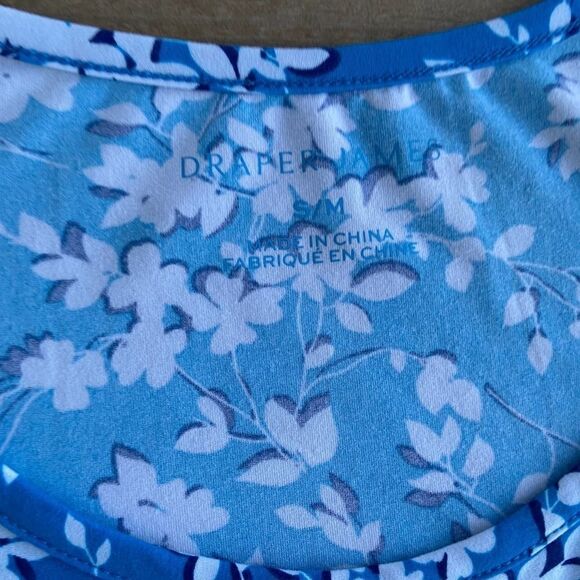 DRAPER JAMES
S/M
MADE IN CHINA
FABRIQUÉ EN CHINE